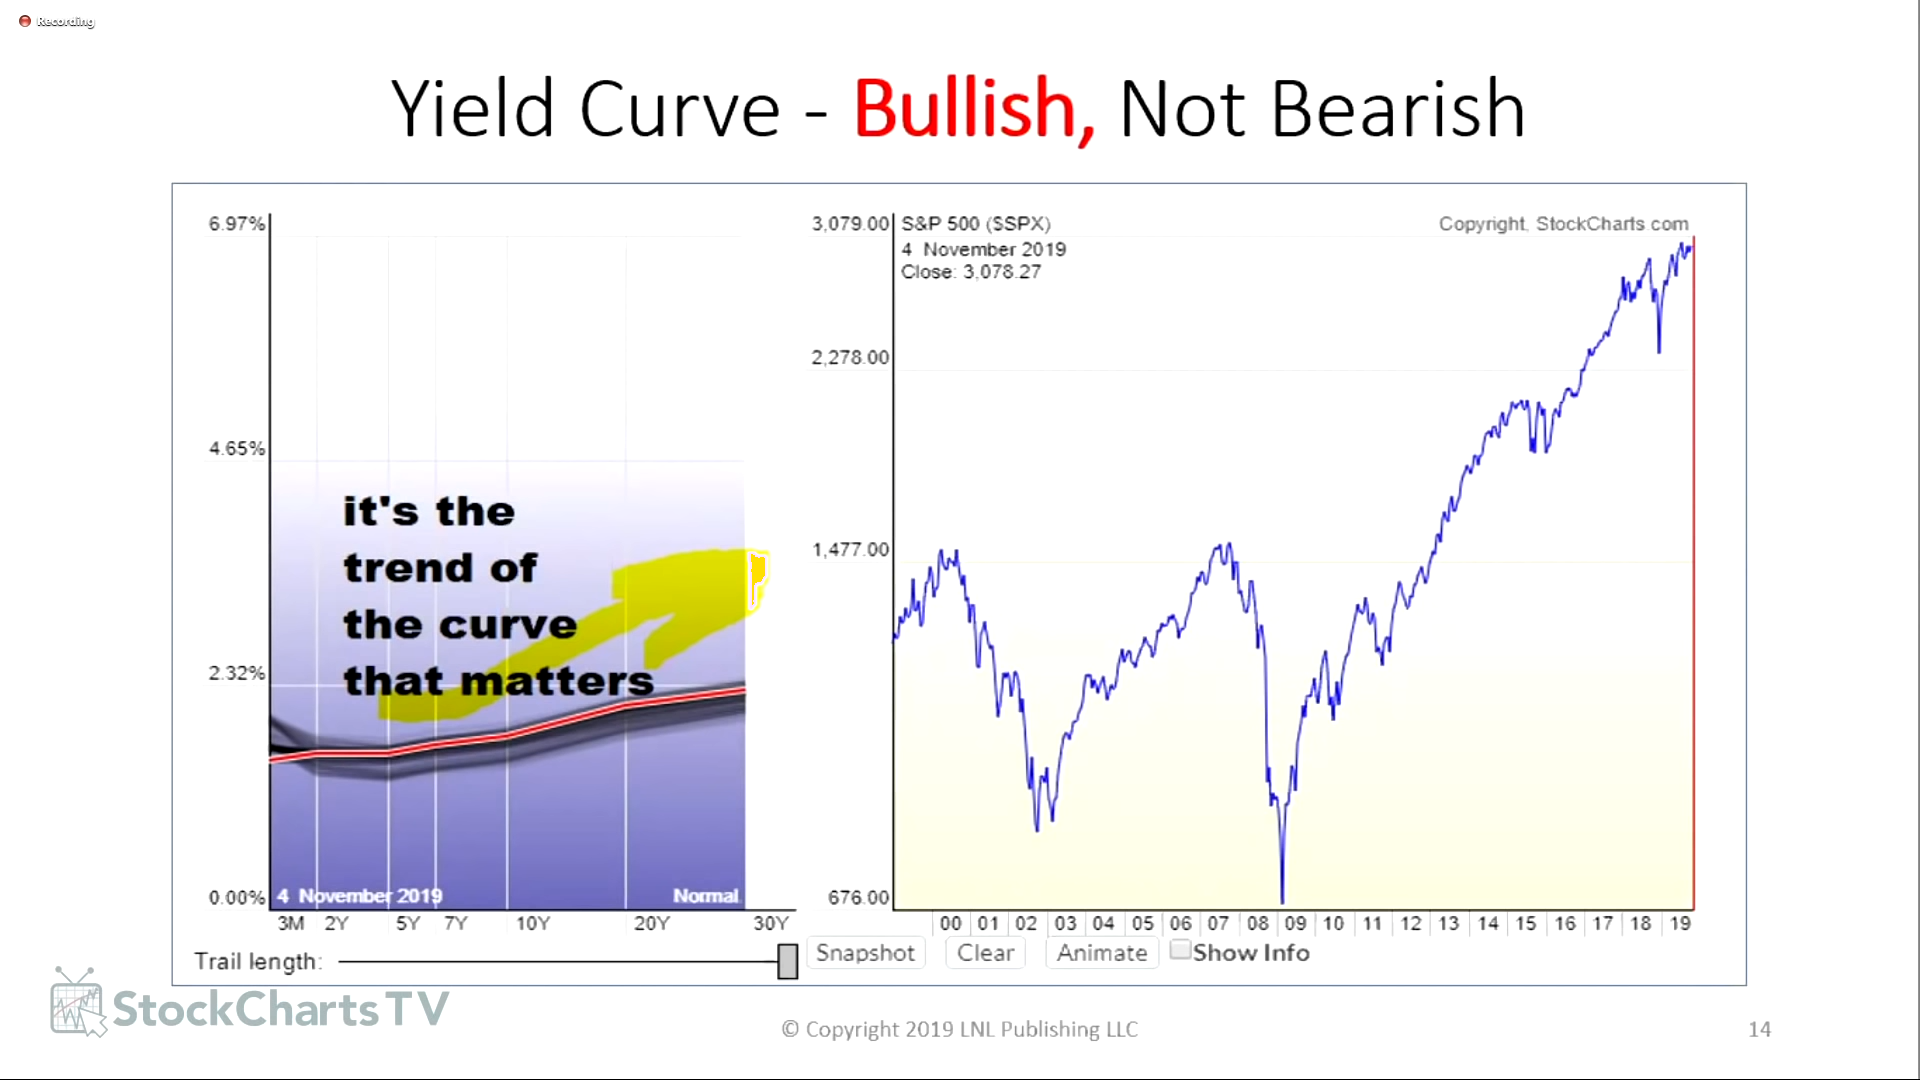 Recording
Yield Curve - Bullish, Not Bearish
6.97%
4.65%
2.32%
0.00%
it's the
trend of
the curve
that matters
4 November 2019
Normal
3M 2Y 5Y 7Y 10Y 20Y 30Y
Trail length:
3,079.00
2,278.00
1,477.00
676.00
S&P 500 ($SPX)
4 November 2019
Close: 3,078.27
Copyright, StockCharts.com
00 01 02 03 04 05 06 07 08 09 10 11 12 13 14 15 16 17 18 19
Snapshot Clear Animate Show Info
StockCharts TV
© Copyright 2019 LNL Publishing LLC
14